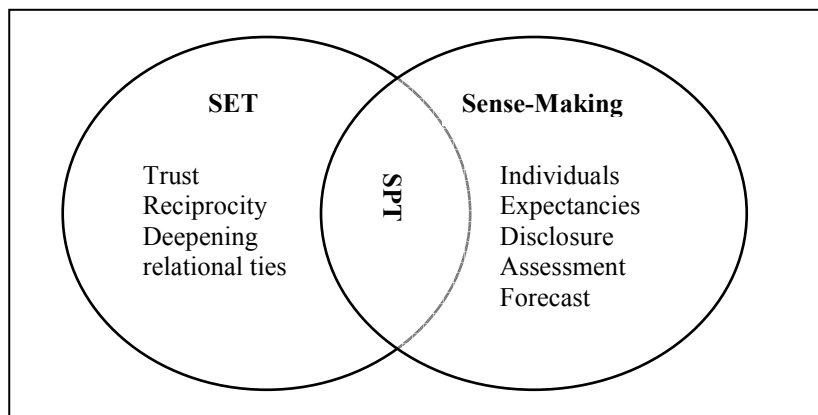 SET
Trust
Reciprocity
Deepening
relational ties
SPT
Sense-Making
Individuals
Expectancies
Disclosure
Assessment
Forecast